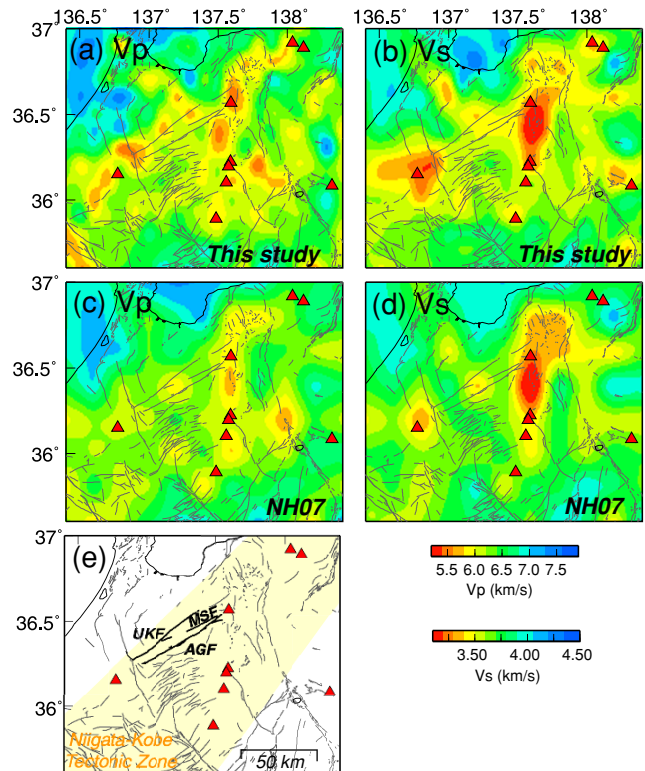 136.5° 137° 137.5° 138°
136.5° 137° 137.5° 138°
37°
(a) Vp
(b) Vs
36.5°
36°
This study
This study
37°
(c) Vp
(d) Vs
36.5°
36°
NH07
NH07
37°
(e)
36.5°
UKF
MSF
AGF
36°
Niigata-Kobe
Tectonic Zone
50 km
5.5 6.0 6.5 7.0 7.5
Vp (km/s)
3.50 4.00 4.50
Vs (km/s)